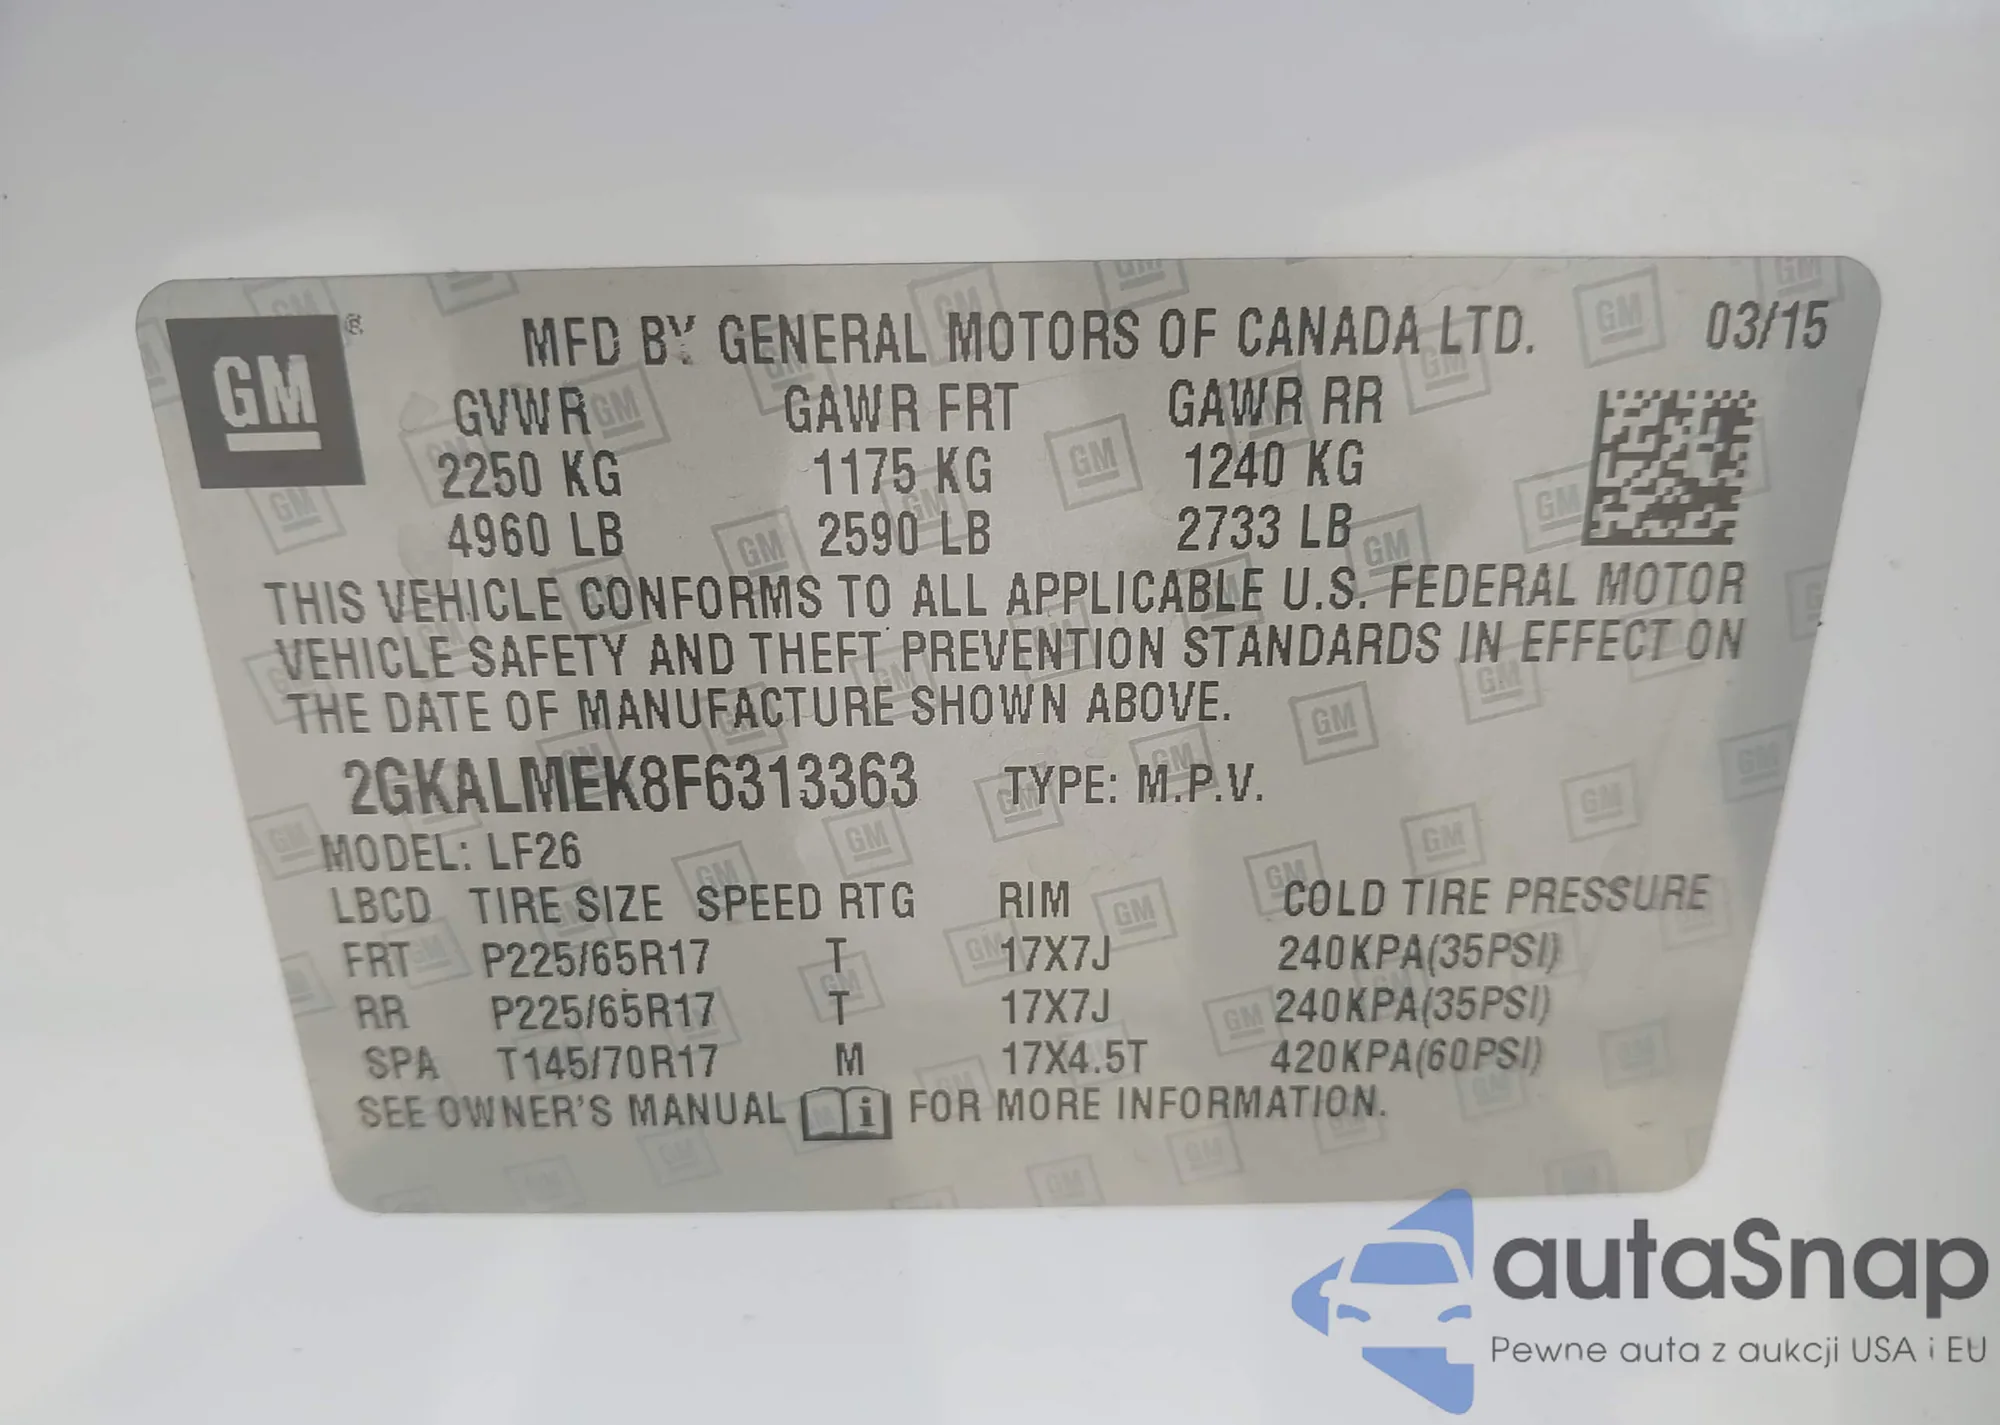 GM ®
MFD BY GENERAL MOTORS OF CANADA LTD. 03/15
GVWR GAWR FRT GAWR RR
2250 KG 1175 KG 1240 KG
4960 LB 2590 LB 2733 LB
THIS VEHICLE CONFORMS TO ALL APPLICABLE U.S. FEDERAL MOTOR
VEHICLE SAFETY AND THEFT PREVENTION STANDARDS IN EFFECT ON
THE DATE OF MANUFACTURE SHOWN ABOVE.
2GKALMEK8F6313363 TYPE: M.P.V.
MODEL: LF26
LBCD TIRE SIZE SPEED RTG RIM COLD TIRE PRESSURE
FRT P225/65R17 T 17X7J 240KPA(35PSI)
RR P225/65R17 T 17X7J 240KPA(35PSI)
SPA T145/70R17 M 17X4.5T 420KPA(60PSI)
SEE OWNER'S MANUAL i FOR MORE INFORMATION.
autaSnap
Pewne auta z aukcji USA i EU